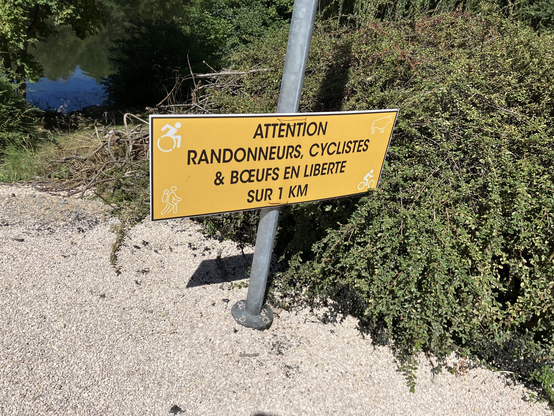 ATTENTION
RANDONNEURS, CYCLISTES
& BŒUFS EN LIBERTE
SUR 1 KM